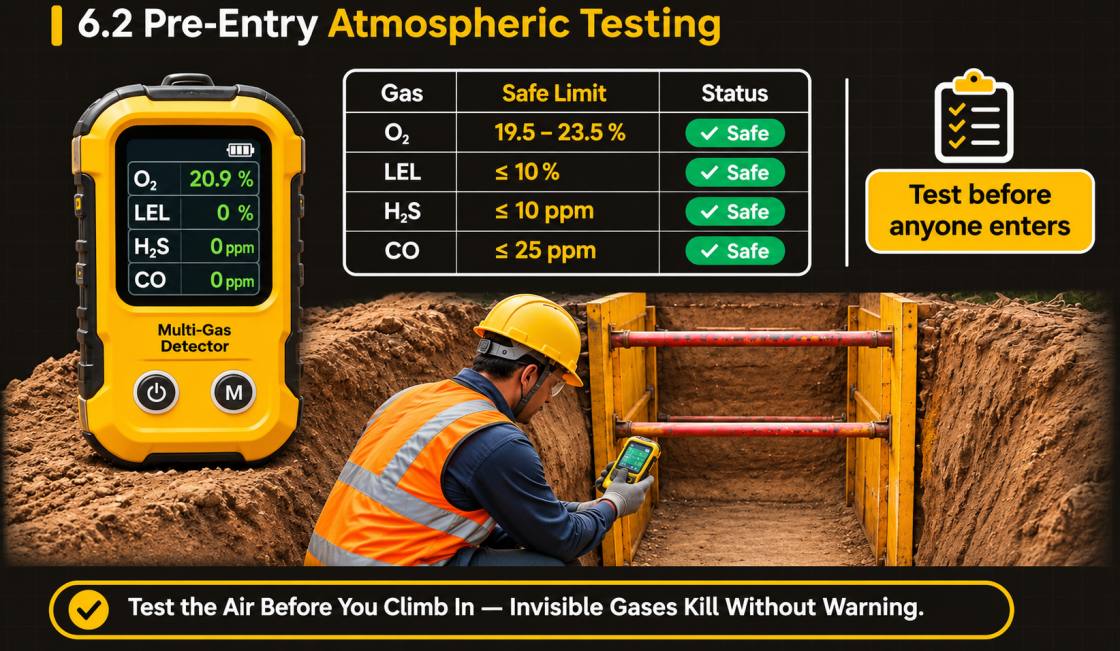 6.2 Pre-Entry Atmospheric Testing
O₂ 20.9 %
LEL 0 %
H₂S 0 ppm
CO 0 ppm
Multi-Gas
Detector
M
Gas Safe Limit Status
O₂ 19.5 – 23.5 % Safe
LEL ≤ 10 % Safe
H₂S ≤ 10 ppm Safe
CO ≤ 25 ppm Safe
Test before
anyone enters
Test the Air Before You Climb In — Invisible Gases Kill Without Warning.